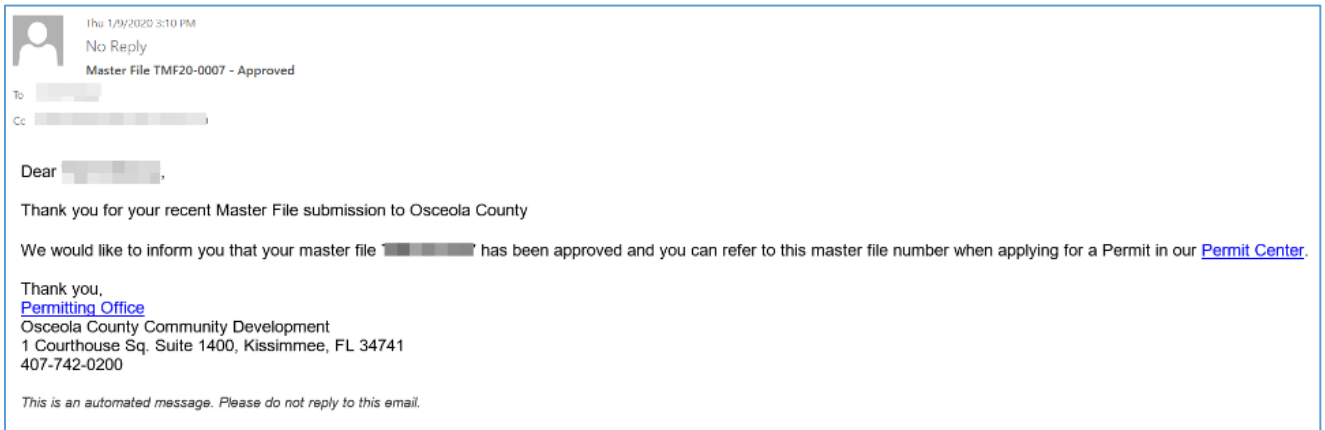 Thu 1/9/2020 3:10 PM
No Reply
Master File TMF20-0007 - Approved
To
Cc
Dear ,
Thank you for your recent Master File submission to Osceola County
We would like to inform you that your master file ' ' has been approved and you can refer to this master file number when applying for a Permit in our Permit Center.
Thank you,
Permitting Office
Osceola County Community Development
1 Courthouse Sq. Suite 1400, Kissimmee, FL 34741
407-742-0200
This is an automated message. Please do not reply to this email.